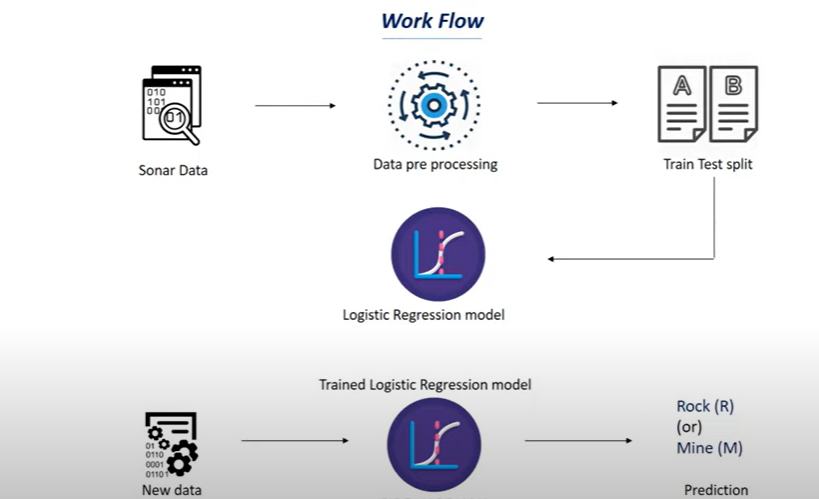 Work Flow
010
101
00
01
A
B
Sonar Data
Data pre processing
Train Test split
Logistic Regression model
Trained Logistic Regression model
01
0110
0001
0110
Rock (R)
(or)
Mine (M)
New data
Prediction